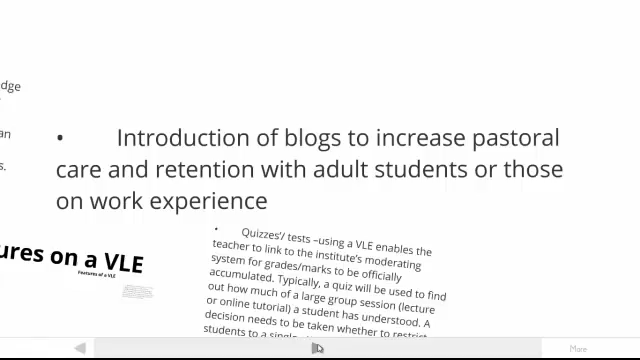 dge
an
s.
• Introduction of blogs to increase pastoral
care and retention with adult students or those
on work experience
ures on a VLE
Features of a VLE
• Quizzes’/ tests –using a VLE enables the
teacher to link to the institute’s moderating
system for grades/marks to be officially
accumulated. Typically, a quiz will be used to find
out how much of a large group session (lecture
or online tutorial) a student has understood. A
decision needs to be taken whether to restrict
students to a single
More